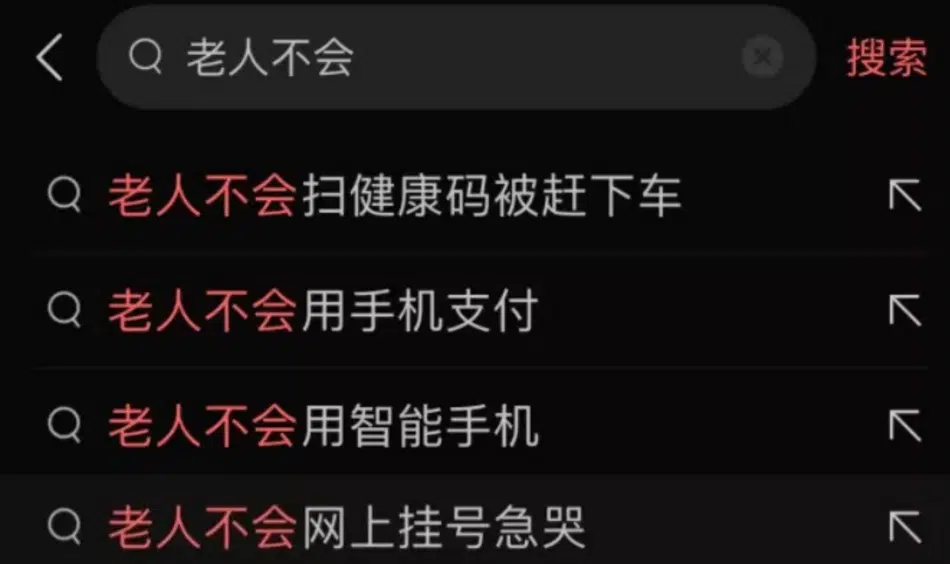 老人不会 搜索
老人不会扫健康码被赶下车
老人不会用手机支付
老人不会用智能手机
老人不会网上挂号急哭